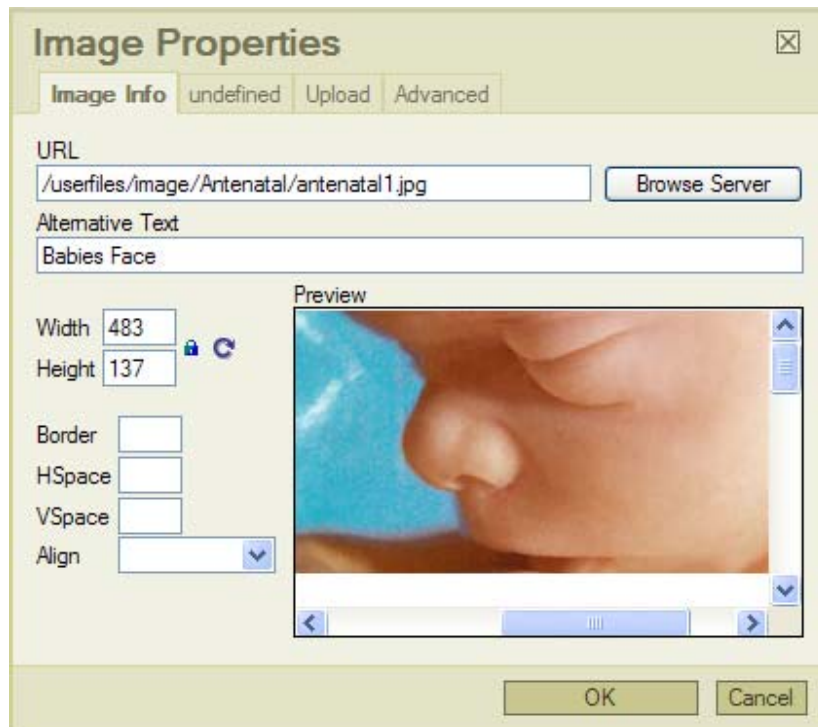 Image Properties
Image Info undefined Upload Advanced
URL
/userfiles/image/Antenatal/antenatal1.jpg Browse Server
Alternative Text
Babies Face
Preview
Width 483
Height 137
Border
HSpace
VSpace
Align
OK Cancel